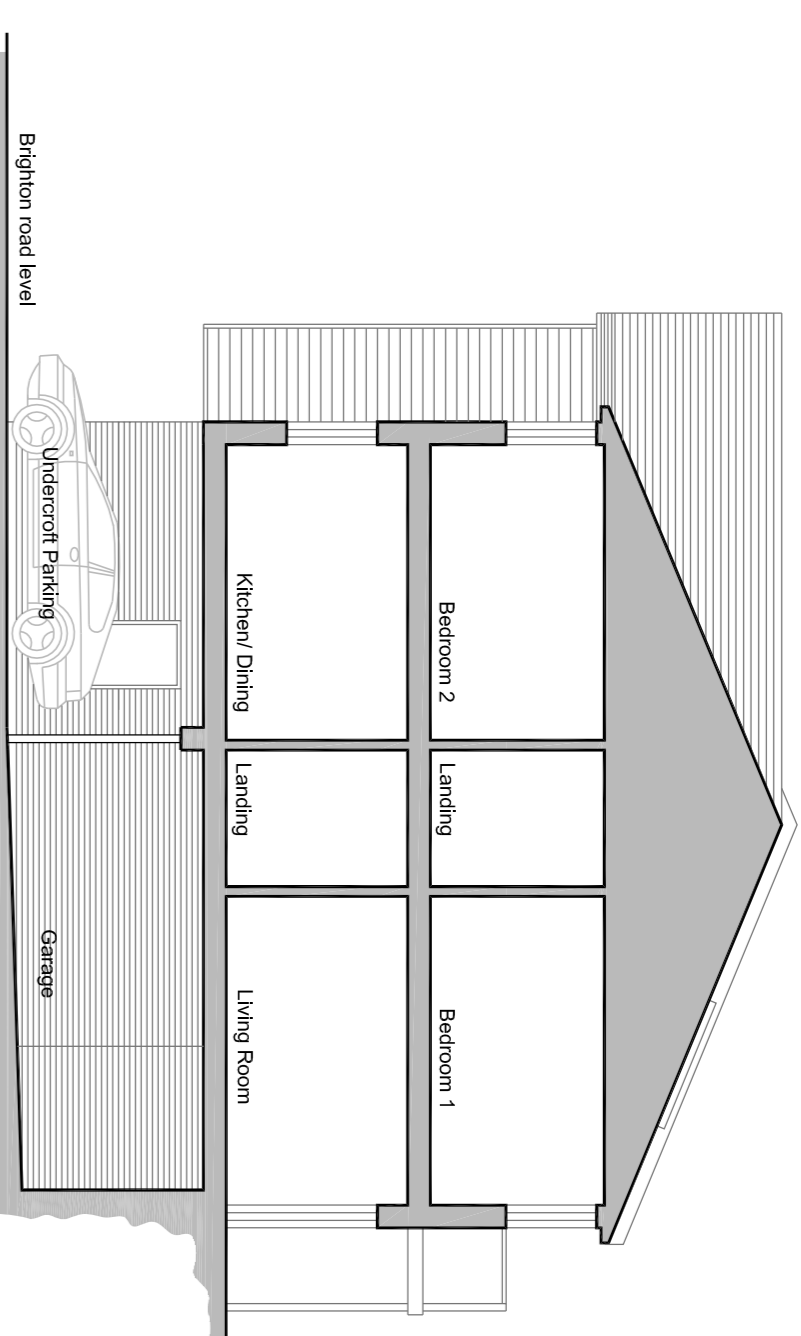 Bedroom 2
Landing
Bedroom 1
Kitchen/ Dining
Landing
Living Room
Undercroft Parking
Garage
Brighton road level